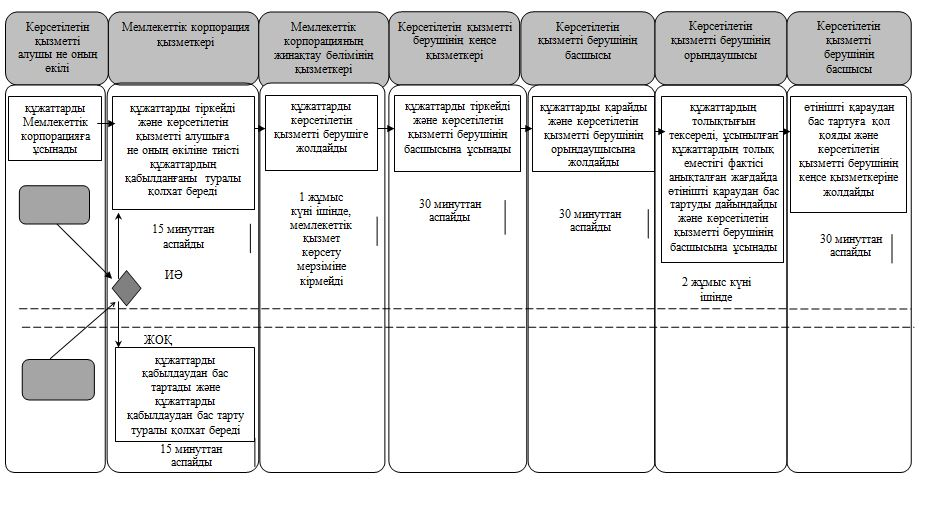 Көрсетілетін
қызметті
алушы не оның
өкілі
Мемлекеттік корпорация
қызметкері
Мемлекеттік
корпорацияның
жинақтау бөлімінің
қызметкері
Көрсетілетін қызметті
берушінің кеңсе
қызметкері
Көрсетілетін
қызметті берушінің
басшысы
Көрсетілетін
қызметті берушінің
орындаушысы
Көрсетілетін
қызметті
берушінің
басшысы
құжаттарды
Мемлекеттік
корпорацияға
ұсынады
құжаттарды тіркейді
және көрсетілетін
қызметті алушыға
не оның өкіліне тиісті
құжаттардың
қабылданғаны туралы
қолхат береді
15 минуттан
аспайды
ИӘ
ЖОҚ
құжаттарды
қабылдаудан бас
тартады және
құжаттарды
қабылдаудан бас тарту
туралы қолхат береді
15 минуттан
аспайды
құжаттарды
көрсетілетін
қызметті берушіге
жолдайды
1 жұмыс
күні ішінде,
мемлекеттік
қызмет
көрсету
мерзіміне
кірмейді
құжаттарды тіркейді
және көрсетілетін
қызметті берушінің
басшысына ұсынады
30 минуттан
аспайды
құжаттарды қарайды
және көрсетілетін
қызметті берушінің
орындаушысына
жолдайды
30 минуттан
аспайды
құжаттардың
толықтығын
тексереді, ұсынылған
құжаттардың толық
еместігі фактісі
анықталған жағдайда
өтінішті қараудан бас
тартуды дайындайды
және көрсетілетін
қызметті берушінің
басшысына ұсынады
2 жұмыс күні
ішінде
өтінішті қараудан
бас тартуға қол
қояды және
көрсетілетін
қызметті берушінің
кеңсе қызметкеріне
жолдайды
30 минуттан
аспайды